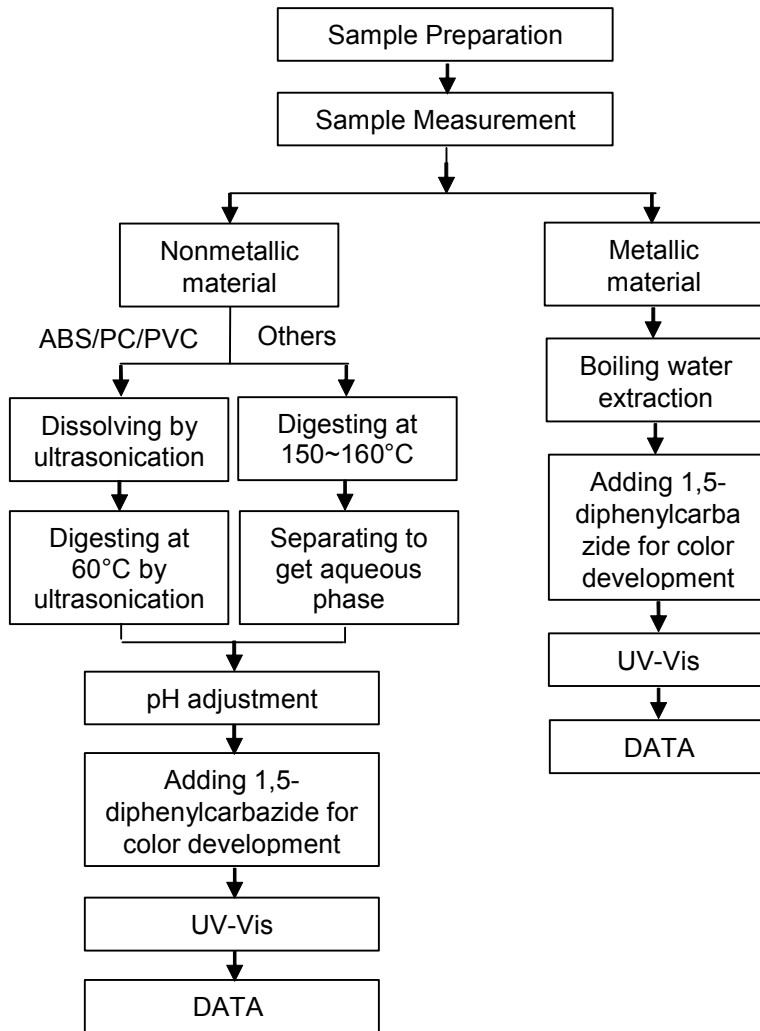 Sample Preparation
Sample Measurement
Nonmetallic
material
ABS/PC/PVC
Others
Dissolving by
ultrasonication
Digesting at
150~160°C
Digesting at
60°C by
ultrasonication
Separating to
get aqueous
phase
pH adjustment
Adding 1,5-
diphenylcarbazide for
color development
UV-Vis
DATA
Metallic
material
Boiling water
extraction
Adding 1,5-
diphenylcarba
zide for color
development
UV-Vis
DATA